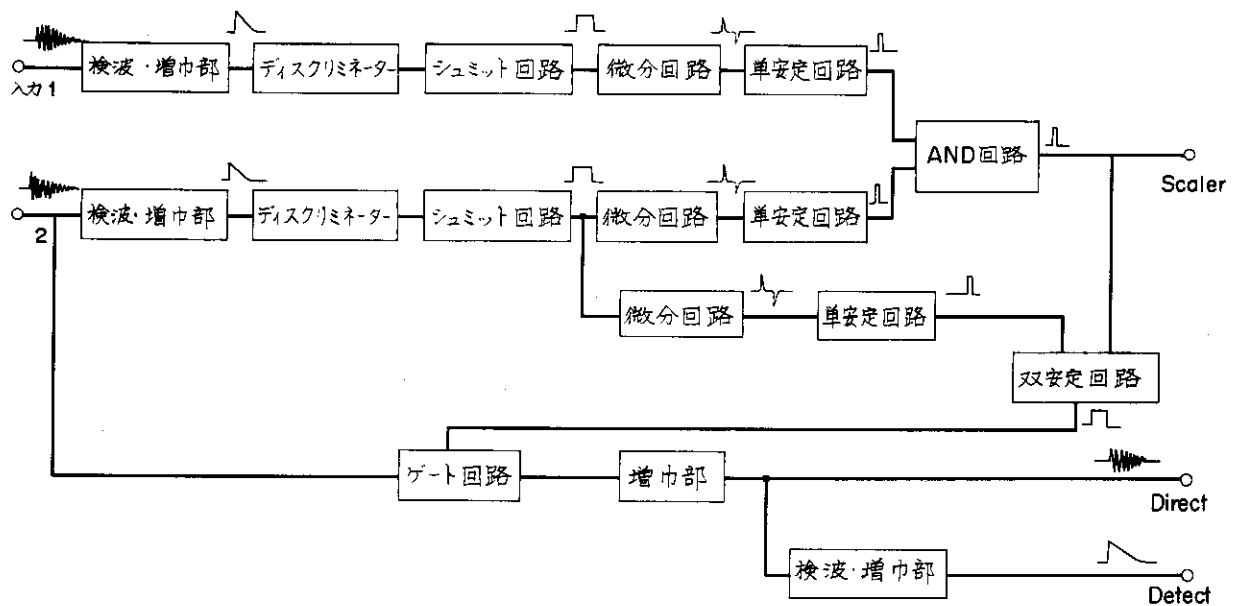 入力1
検波・増巾部
ディスクリミネーター
シュミット回路
微分回路
単安定回路
AND回路
Scaler
2
検波・増巾部
ディスクリミネーター
シュミット回路
微分回路
単安定回路
微分回路
単安定回路
双安定回路
ゲート回路
増巾部
Direct
検波・増巾部
Detect